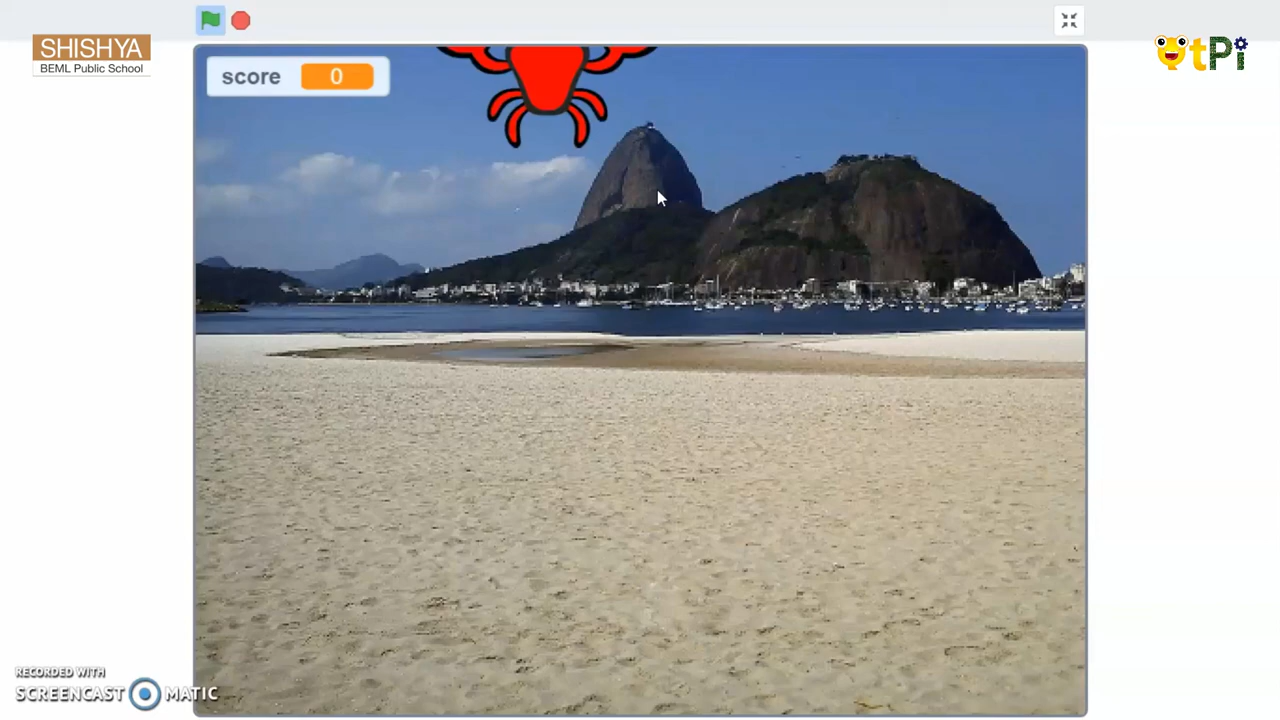 SHISHYA
BEML Public School
score 0
tPi
RECORDED WITH
SCREENCAST MATIC